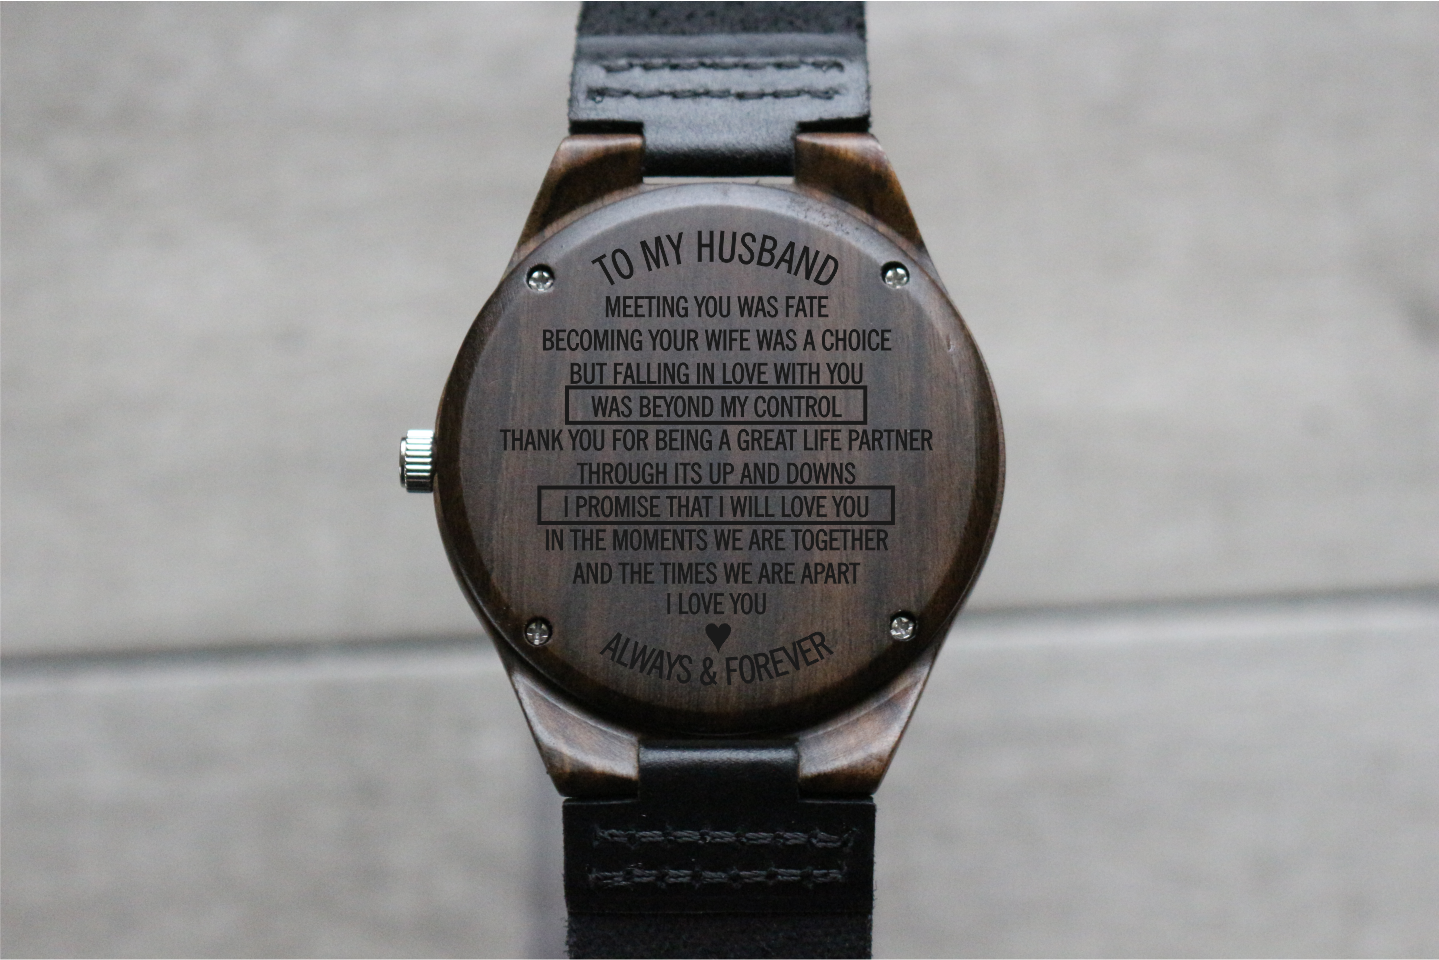 TO MY HUSBAND
MEETING YOU WAS FATE
BECOMING YOUR WIFE WAS A CHOICE
BUT FALLING IN LOVE WITH YOU
WAS BEYOND MY CONTROL
THANK YOU FOR BEING A GREAT LIFE PARTNER
THROUGH ITS UP AND DOWNS
I PROMISE THAT I WILL LOVE YOU
IN THE MOMENTS WE ARE TOGETHER
AND THE TIMES WE ARE APART
I LOVE YOU
ALWAYS & FOREVER